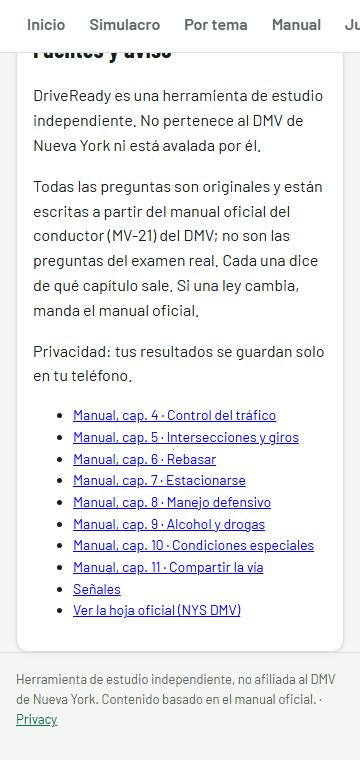 Inicio Simulacro Por tema Manual Ju
Fuentes y aviso
DriveReady es una herramienta de estudio
independiente. No pertenece al DMV de
Nueva York ni está avalada por él.
Todas las preguntas son originales y están
escritas a partir del manual oficial del
conductor (MV-21) del DMV; no son las
preguntas del examen real. Cada una dice
de qué capítulo sale. Si una ley cambia,
manda el manual oficial.
Privacidad: tus resultados se guardan solo
en tu teléfono.
Manual, cap. 4 · Control del tráfico
Manual, cap. 5 · Intersecciones y giros
Manual, cap. 6 · Rebasar
Manual, cap. 7 · Estacionarse
Manual, cap. 8 · Manejo defensivo
Manual, cap. 9 · Alcohol y drogas
Manual, cap. 10 · Condiciones especiales
Manual, cap. 11 · Compartir la vía
Señales
Ver la hoja oficial (NYS DMV)
Herramienta de estudio independiente, no afiliada al DMV
de Nueva York. Contenido basado en el manual oficial. ·
Privacy